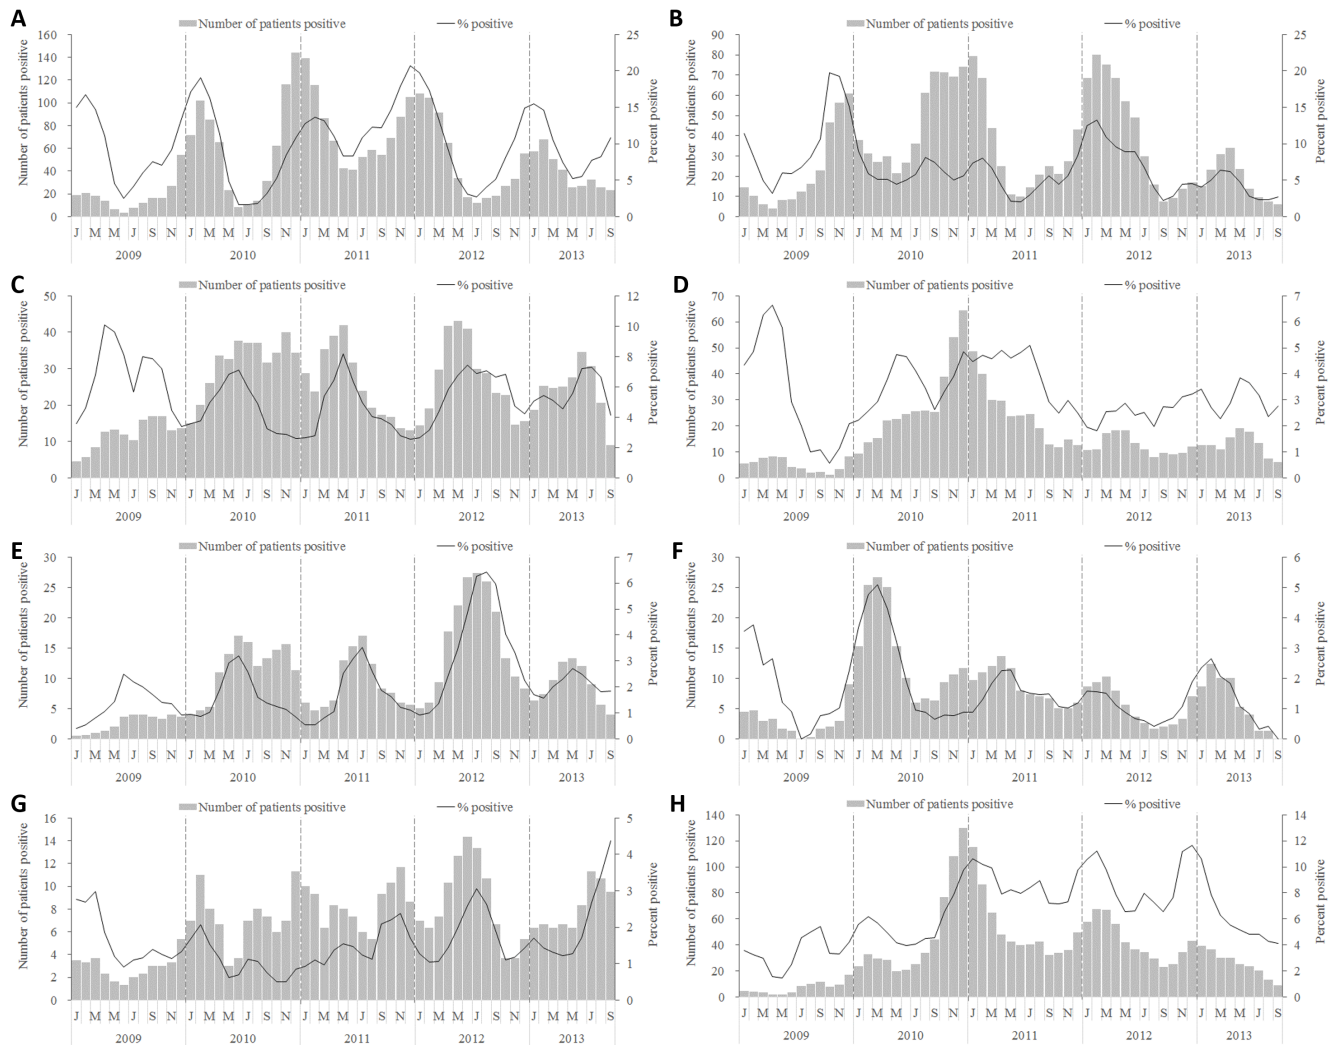 A
Number of patients positive
% positive
Number of patients positive
Percent positive
160
140
120
100
80
60
40
20
0
25
20
15
10
5
0
J M M J S N J M M J S N J M M J S N J M M J S N J M M J S
2009 2010 2011 2012 2013
B
Number of patients positive
% positive
Number of patients positive
Percent positive
90
80
70
60
50
40
30
20
10
0
25
20
15
10
5
0
J M M J S N J M M J S N J M M J S N J M M J S N J M M J S
2009 2010 2011 2012 2013
C
Number of patients positive
% positive
Number of patients positive
Percent positive
50
40
30
20
10
0
12
10
8
6
4
2
0
J M M J S N J M M J S N J M M J S N J M M J S N J M M J S
2009 2010 2011 2012 2013
D
Number of patients positive
% positive
Number of patients positive
Percent positive
70
60
50
40
30
20
10
0
7
6
5
4
3
2
1
0
J M M J S N J M M J S N J M M J S N J M M J S N J M M J S
2009 2010 2011 2012 2013
E
Number of patients positive
% positive
Number of patients positive
Percent positive
30
25
20
15
10
5
0
7
6
5
4
3
2
1
0
J M M J S N J M M J S N J M M J S N J M M J S N J M M J S
2009 2010 2011 2012 2013
F
Number of patients positive
% positive
Number of patients positive
Percent positive
30
25
20
15
10
5
0
6
5
4
3
2
1
0
J M M J S N J M M J S N J M M J S N J M M J S N J M M J S
2009 2010 2011 2012 2013
G
Number of patients positive
% positive
Number of patients positive
Percent positive
16
14
12
10
8
6
4
2
0
5
4
3
2
1
0
J M M J S N J M M J S N J M M J S N J M M J S N J M M J S
2009 2010 2011 2012 2013
H
Number of patients positive
% positive
Number of patients positive
Percent positive
140
120
100
80
60
40
20
0
14
12
10
8
6
4
2
0
J M M J S N J M M J S N J M M J S N J M M J S N J M M J S
2009 2010 2011 2012 2013